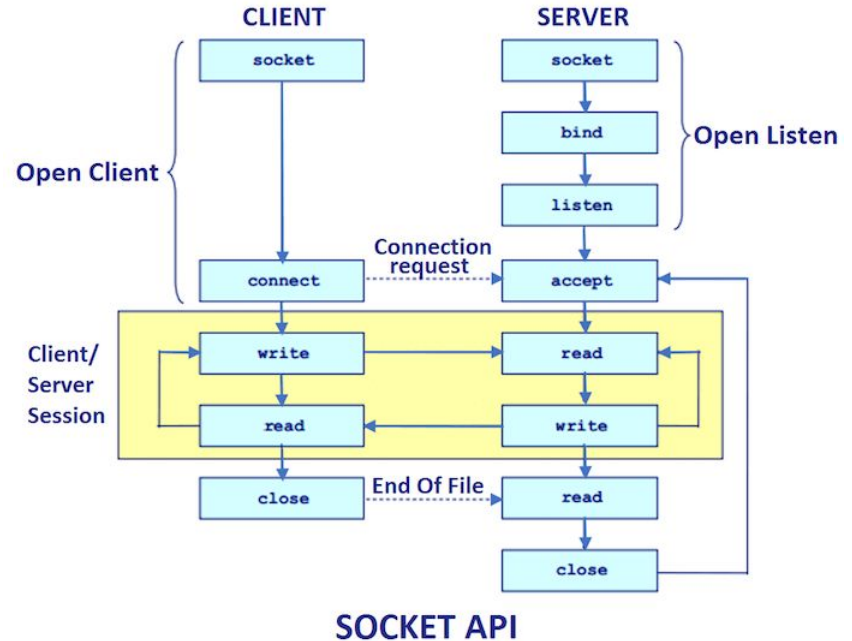 CLIENT
SERVER
socket
socket
bind
Open Client
Open Listen
listen
Connection
request
connect
accept
Client/
Server
Session
write
read
read
write
close
End Of File
read
close
SOCKET API